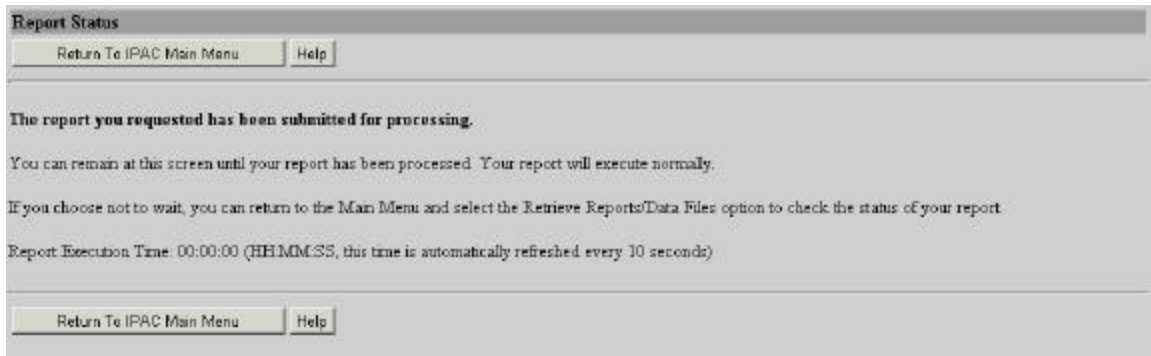 Report Status
Return To IPAC Main Menu Help
The report you requested has been submitted for processing.
You can remain at this screen until your report has been processed. Your report will execute normally.
If you choose not to wait, you can return to the Main Menu and select the Retrieve Reports/Data Files option to check the status of your report
Report Execution Time: 00:00:00 (HH:MM:SS, this time is automatically refreshed every 10 seconds)
Return To IPAC Main Menu Help